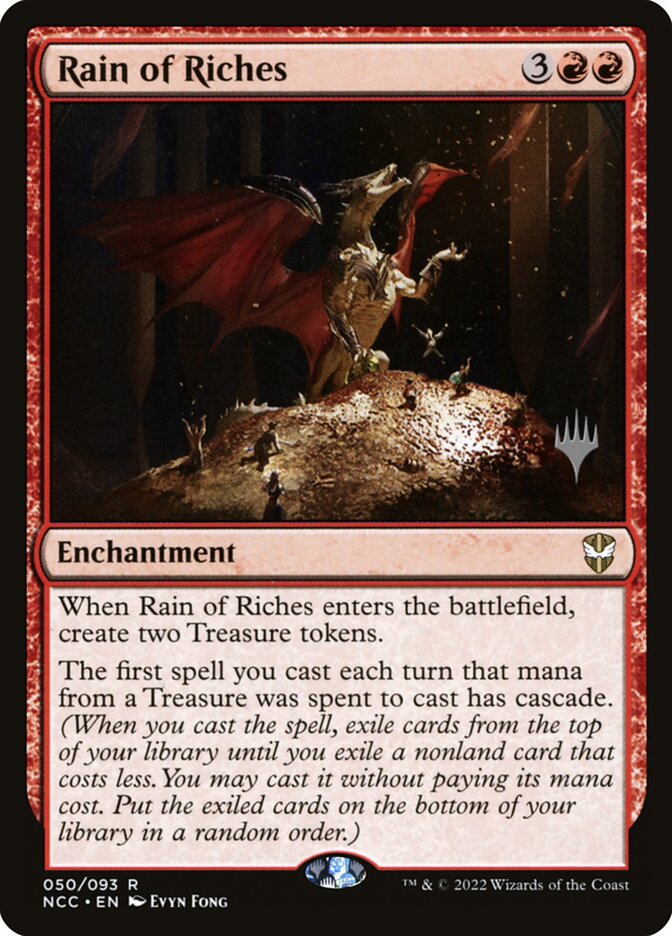 Rain of Riches 3
Enchantment
When Rain of Riches enters the battlefield,
create two Treasure tokens.
The first spell you cast each turn that mana
from a Treasure was spent to cast has cascade.
(When you cast the spell, exile cards from the top
of your library until you exile a nonland card that
costs less. You may cast it without paying its mana
cost. Put the exiled cards on the bottom of your
library in a random order.)
050/093 R
NCC • EN Evyn Fong
™ & © 2022 Wizards of the Coast